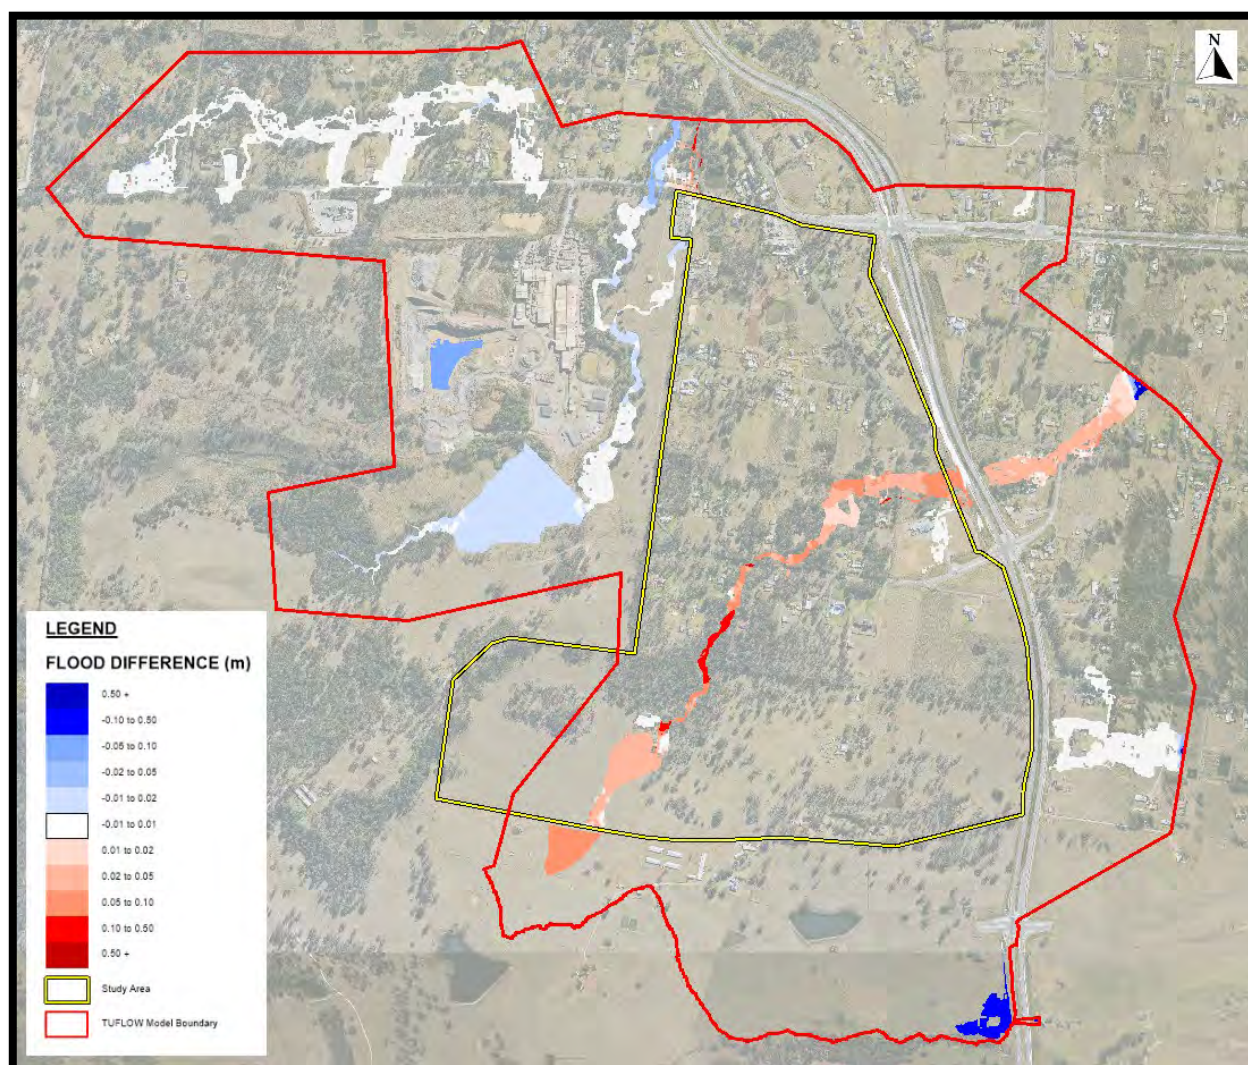 N
LEGEND
FLOOD DIFFERENCE (m)
0.50 +
-0.10 to 0.50
-0.05 to 0.10
-0.02 to 0.05
-0.01 to 0.02
-0.01 to 0.01
0.01 to 0.02
0.02 to 0.05
0.05 to 0.10
0.10 to 0.50
0.50 +
Study Area
TUFLOW Model Boundary